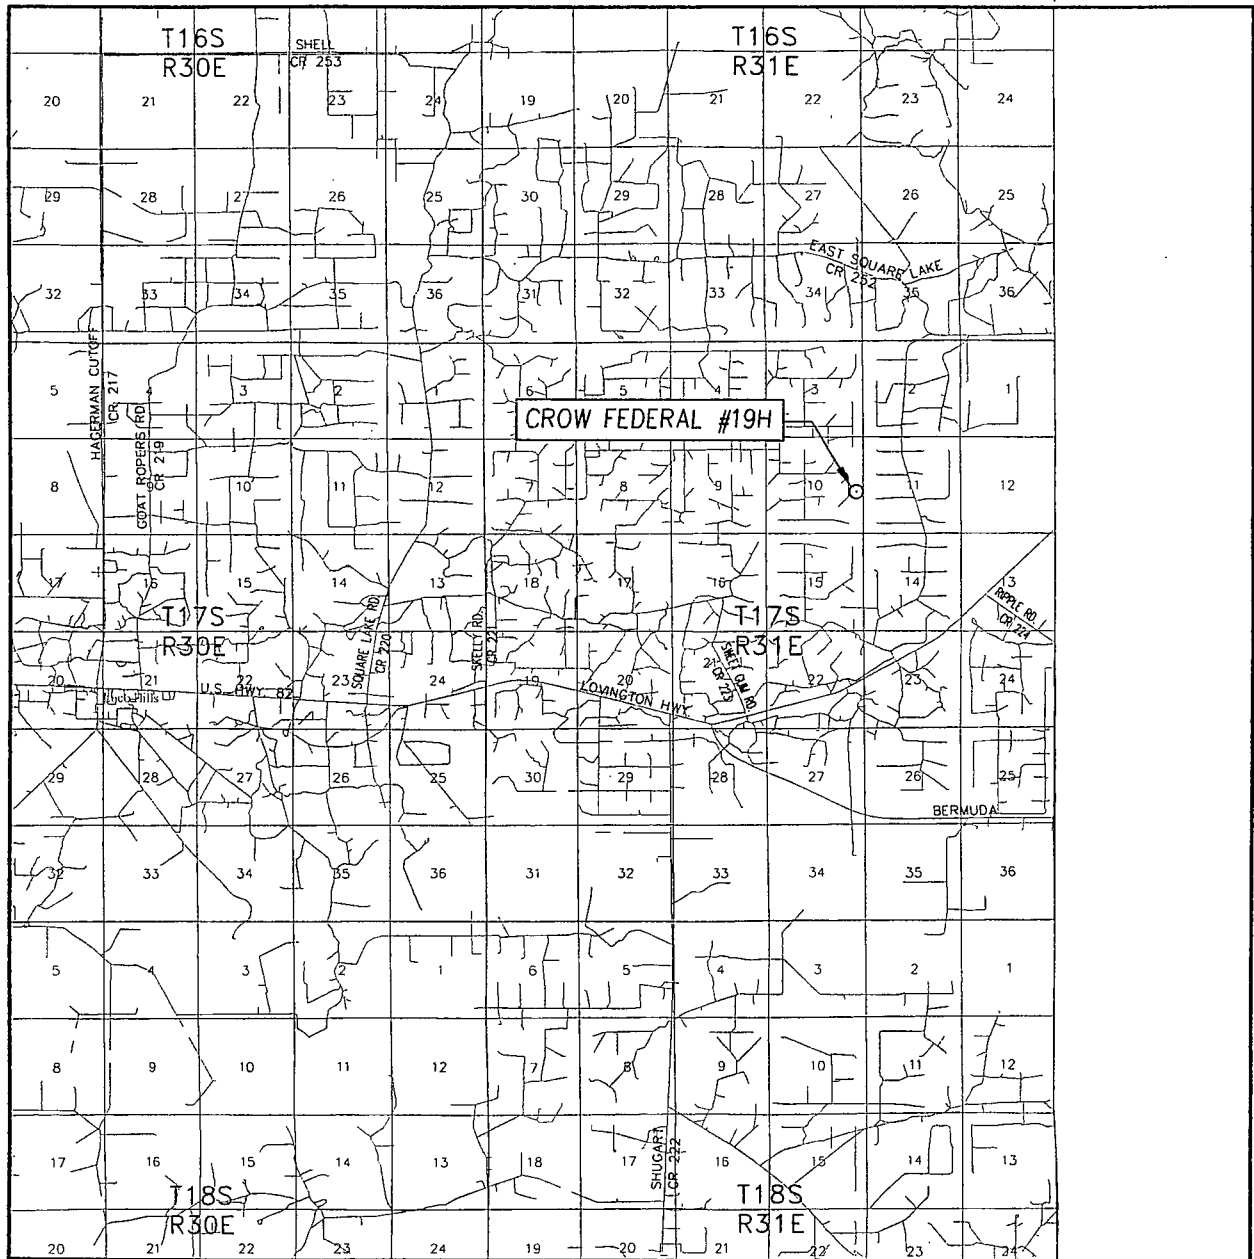 T16S
R30E
SHELL
CR 253
T16S
R31E
20 21 22 23 24 19 20 21 22 23 24
29 28 27 26 25 30 29 28 27 26 25
EAST SQUARE LAKE
CR 252
32 33 34 35 36 31 32 33 34 35 36
HAGERMAN CUTOFF
CR 217
5 4 3 2 1 6 5 4 3 2 1
GOAT ROPERS RD
CR 219
CROW FEDERAL #19H
8 9 10 11 12 7 8 9 10 11 12
17 16 15 14 13 18 17 16 15 14 13
T17S
R30E
SQUARE LAKE RD.
CR 220
SKELLY RD.
CR 221
T17S
R31E
SWEET GUM RD.
CR 223
RIPPLE RD.
CR 224
20 21 22 23 24 19 20 21 22 23 24
Loco Hills
U.S. HWY. 82
LOVINGTON HWY.
29 28 27 26 25 30 29 28 27 26 25
BERMUDA
32 33 34 35 36 31 32 33 34 35 36
5 4 3 2 1 6 5 4 3 2 1
8 9 10 11 12 7 8 9 10 11 12
SHUGART
CR 222
17 16 15 14 13 18 17 16 15 14 13
T18S
R30E
T18S
R31E
20 21 22 23 24 19 20 21 22 23 24